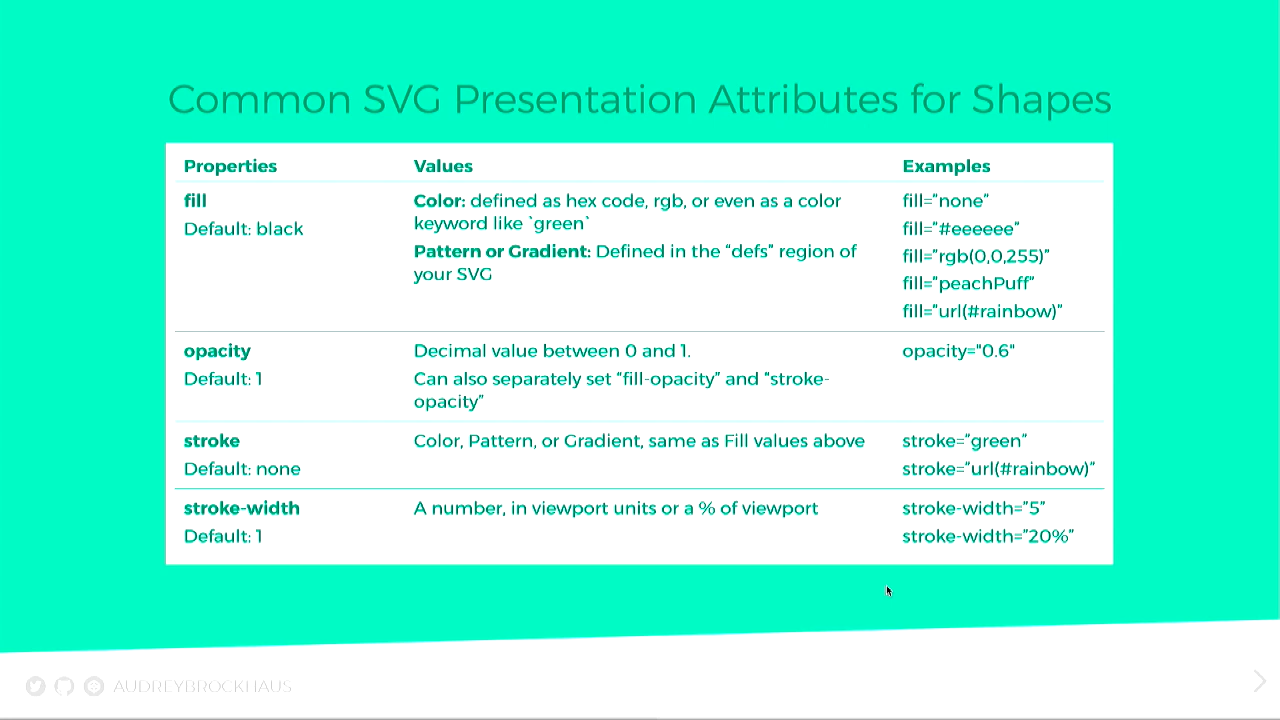 Common SVG Presentation Attributes for Shapes
Properties Values Examples
fill
Default: black
Color: defined as hex code, rgb, or even as a color
keyword like `green`
Pattern or Gradient: Defined in the “defs” region of
your SVG
fill=”none”
fill=”#eeeeee”
fill=”rgb(0,0,255)”
fill=”peachPuff”
fill=”url(#rainbow)”
opacity
Default: 1
Decimal value between 0 and 1.
Can also separately set “fill-opacity” and “stroke-
opacity”
opacity="0.6"
stroke
Default: none
Color, Pattern, or Gradient, same as Fill values above
stroke=”green”
stroke=”url(#rainbow)”
stroke-width
Default: 1
A number, in viewport units or a % of viewport
stroke-width=”5”
stroke-width=”20%”
AUDREYBROCKHAUS